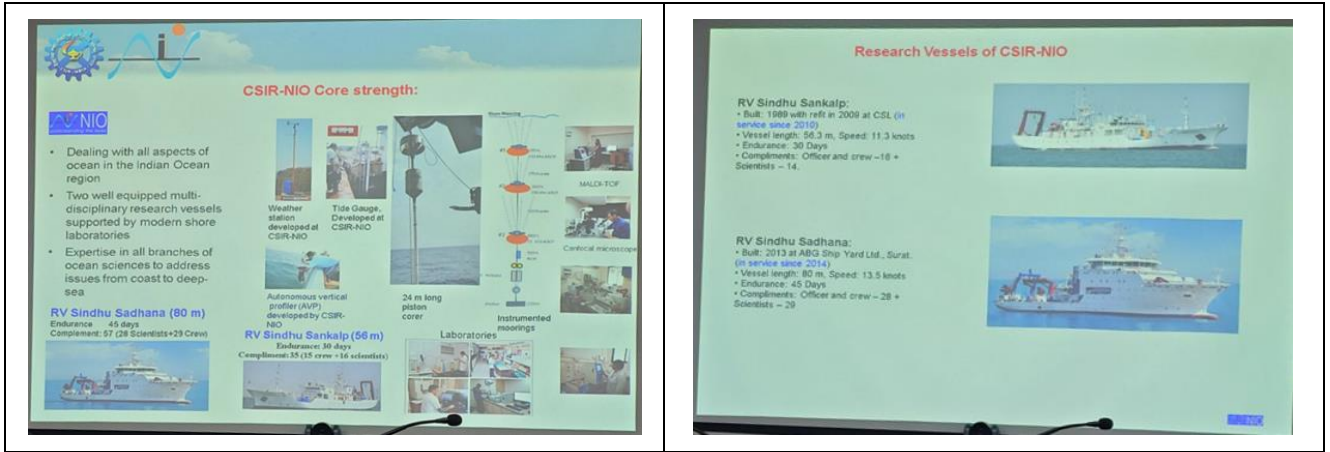 CSIR-NIO Core strength:
NIO
• Dealing with all aspects of
ocean in the Indian Ocean
region
• Two well equipped multi-
disciplinary research vessels
supported by modern shore
laboratories
• Expertise in all branches of
ocean sciences to address
issues from coast to deep-
sea
RV Sindhu Sadhana (80 m)
Endurance 45 days
Complement: 57 (28 Scientists+29 Crew)
Weather
station
developed at
CSIR-NIO
Tide Gauge,
Developed at
CSIR-NIO
Autonomous vertical
profiler (AVP)
developed by CSIR-
NIO
24 m long
piston
corer
Instrumented
moorings
MALDI-TOF
Confocal microscope
RV Sindhu Sankalp (56 m)
Endurance: 30 days
Compliment: 35 (15 crew +16 scientists)
Laboratories
Research Vessels of CSIR-NIO
RV Sindhu Sankalp:
• Built: 1989 with refit in 2009 at CSL (in
service since 2010)
• Vessel length: 56.3 m, Speed: 11.3 knots
• Endurance: 30 Days
• Compliments: Officer and crew –16 +
Scientists – 14.
RV Sindhu Sadhana:
• Built: 2013 at ABG Ship Yard Ltd., Surat.
(in service since 2014)
• Vessel length: 80 m, Speed: 13.5 knots
• Endurance: 45 Days
• Compliments: Officer and crew – 28 +
Scientists – 29
NIO